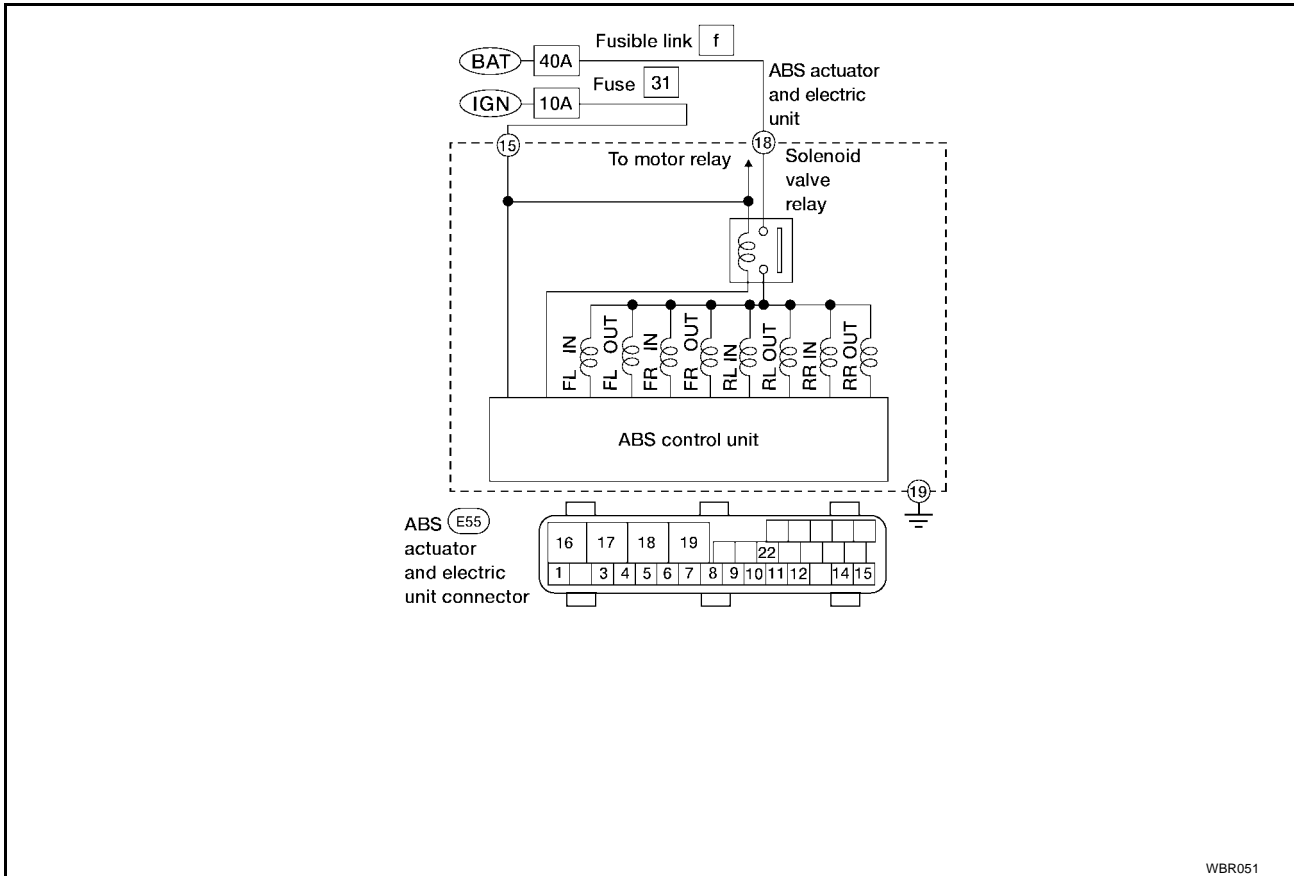 Fusible link f
BAT 40A
Fuse 31
IGN 10A
ABS actuator
and electric
unit
15
18
To motor relay
Solenoid
valve
relay
FL IN
FL OUT
FR IN
FR OUT
RL IN
RL OUT
RR IN
RR OUT
ABS control unit
19
ABS E55
actuator
and electric
unit connector
16 17 18 19
22
1 3 4 5 6 7 8 9 10 11 12 14 15
WBR051